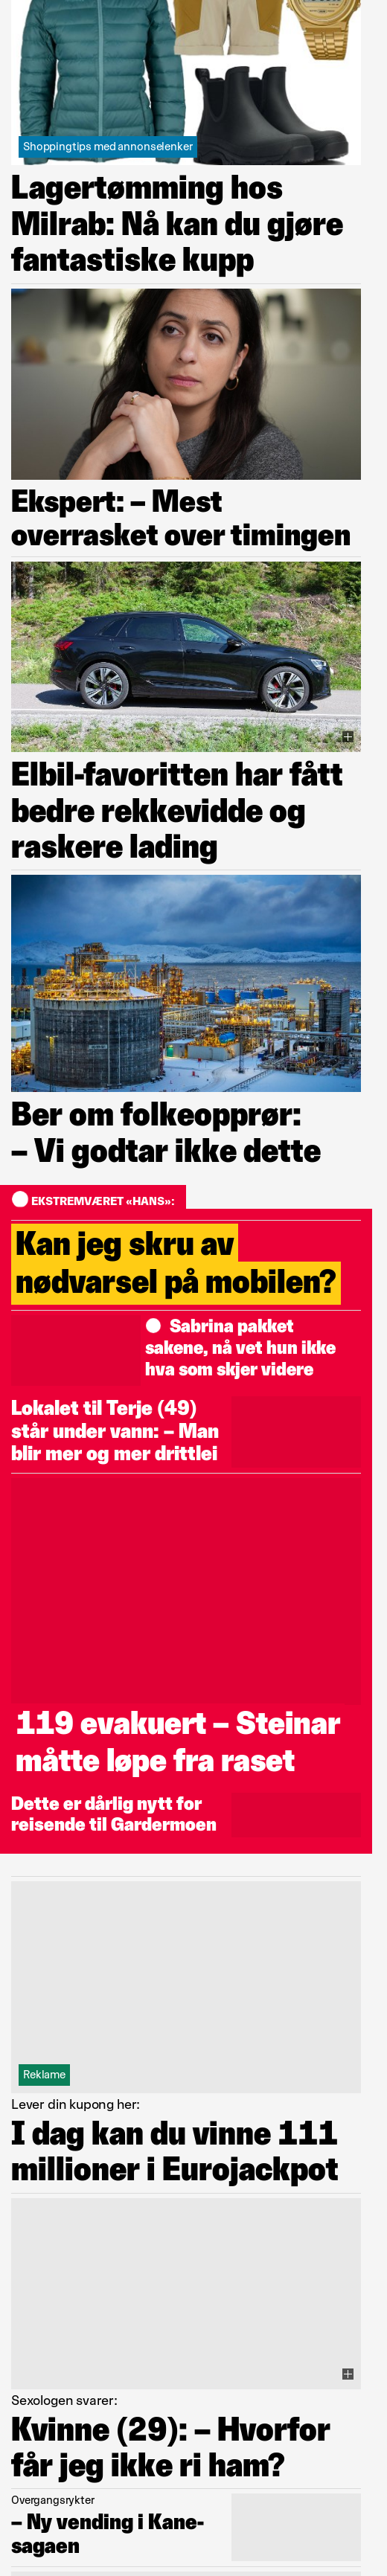 Shoppingtips med annonselenker
Lagertømming hos
Milrab: Nå kan du gjøre
fantastiske kupp
Ekspert: – Mest
overrasket over timingen
Elbil-favoritten har fått
bedre rekkevidde og
raskere lading
Ber om folkeopprør:
– Vi godtar ikke dette
EKSTREMVÆRET «HANS»:
Kan jeg skru av
nødvarsel på mobilen?
Sabrina pakket
sakene, nå vet hun ikke
hva som skjer videre
Lokalet til Terje (49)
står under vann: – Man
blir mer og mer drittlei
119 evakuert – Steinar
måtte løpe fra raset
Dette er dårlig nytt for
reisende til Gardermoen
Reklame
Lever din kupong her:
I dag kan du vinne 111
millioner i Eurojackpot
Sexologen svarer:
Kvinne (29): – Hvorfor
får jeg ikke ri ham?
Overgangsrykter
– Ny vending i Kane-
sagaen